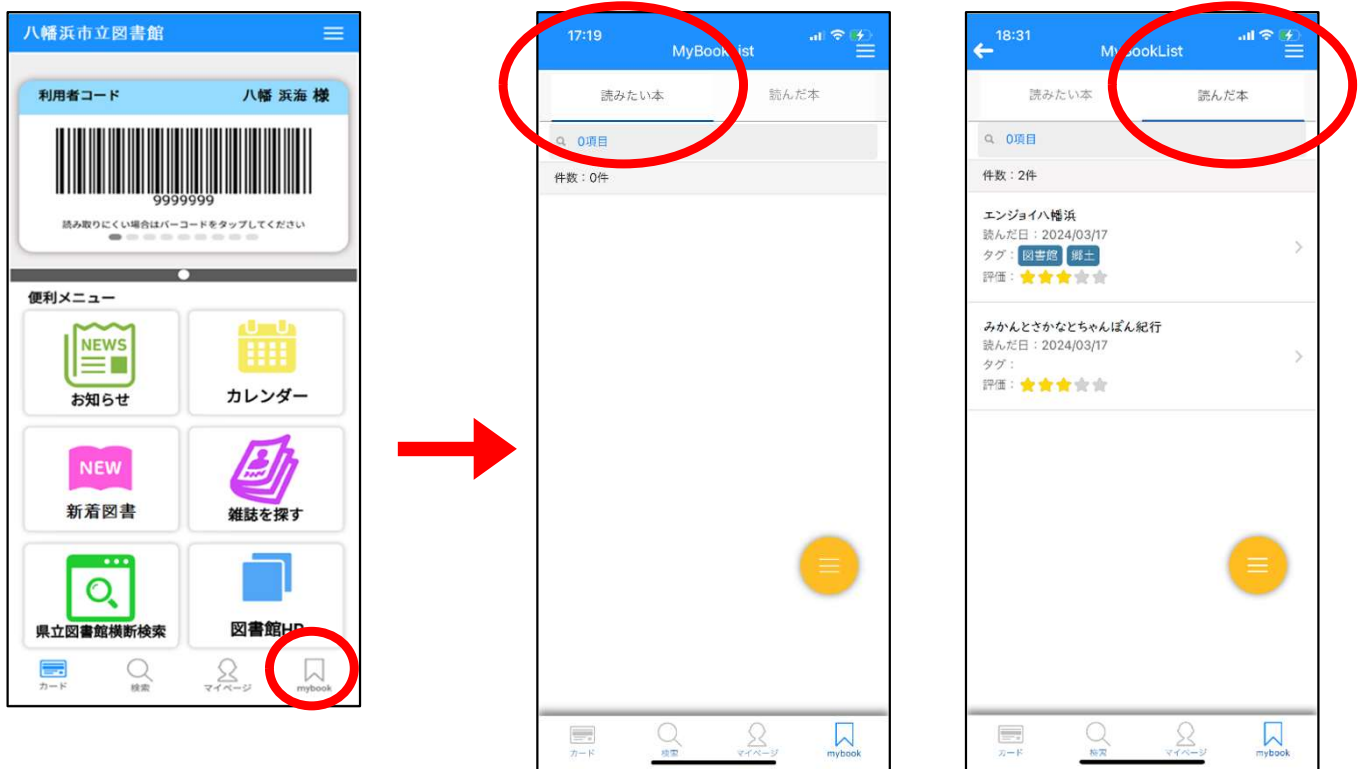 八幡浜市立図書館
利用者コード 八幡 浜海 様
9999999
読み取りにくい場合はバーコードをタップしてください
便利メニュー
NEWS
お知らせ
カレンダー
NEW
新着図書
雑誌を探す
県立図書館横断検索
図書館HP
カード 検索 マイページ mybook
17:19
MyBookList
読みたい本 読んだ本
0項目
件数：0件
カード 検索 マイページ mybook
18:31
MyBookList
読みたい本 読んだ本
0項目
件数：2件
エンジョイ八幡浜
読んだ日：2024/03/17
タグ：図書館 郷土
評価：
みかんとさかなとちゃんぽん紀行
読んだ日：2024/03/17
タグ：
評価：
カード 検索 マイページ mybook